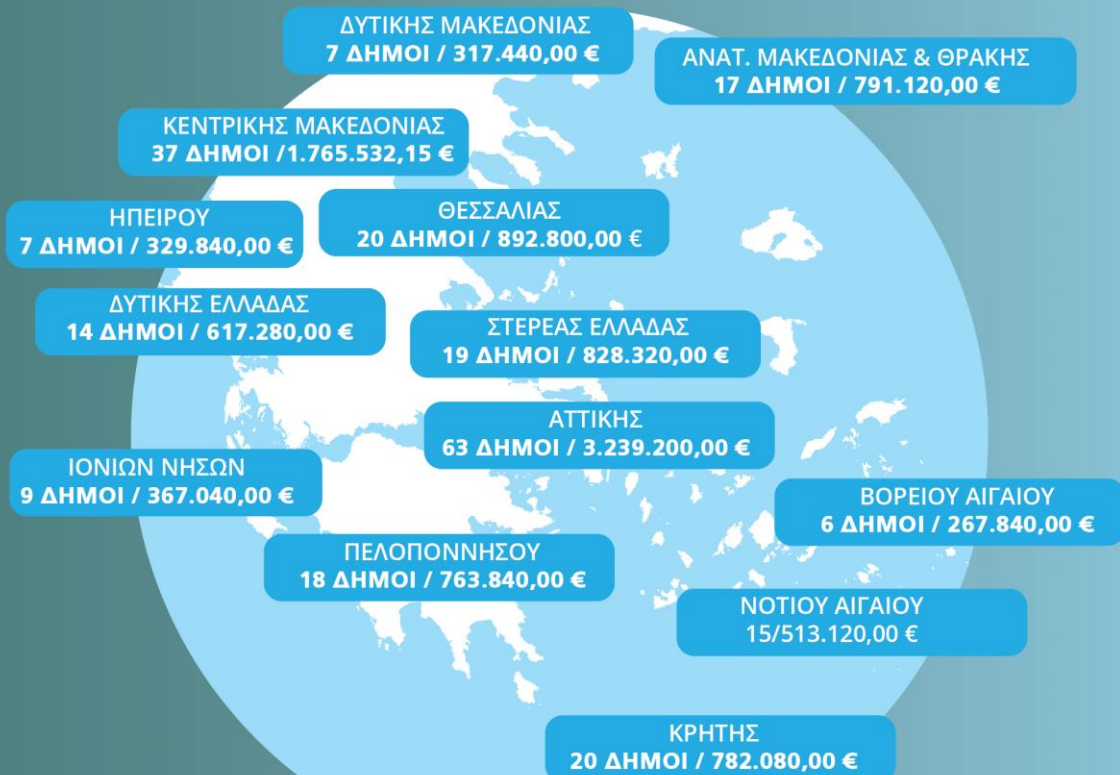 ΔΥΤΙΚΗΣ ΜΑΚΕΔΟΝΙΑΣ
7 ΔΗΜΟΙ / 317.440,00 €
ΑΝΑΤ. ΜΑΚΕΔΟΝΙΑΣ & ΘΡΑΚΗΣ
17 ΔΗΜΟΙ / 791.120,00 €
ΚΕΝΤΡΙΚΗΣ ΜΑΚΕΔΟΝΙΑΣ
37 ΔΗΜΟΙ /1.765.532,15 €
ΗΠΕΙΡΟΥ
7 ΔΗΜΟΙ / 329.840,00 €
ΘΕΣΣΑΛΙΑΣ
20 ΔΗΜΟΙ / 892.800,00 €
ΔΥΤΙΚΗΣ ΕΛΛΑΔΑΣ
14 ΔΗΜΟΙ / 617.280,00 €
ΣΤΕΡΕΑΣ ΕΛΛΑΔΑΣ
19 ΔΗΜΟΙ / 828.320,00 €
ΑΤΤΙΚΗΣ
63 ΔΗΜΟΙ / 3.239.200,00 €
ΙΟΝΙΩΝ ΝΗΣΩΝ
9 ΔΗΜΟΙ / 367.040,00 €
ΒΟΡΕΙΟΥ ΑΙΓΑΙΟΥ
6 ΔΗΜΟΙ / 267.840,00 €
ΠΕΛΟΠΟΝΝΗΣΟΥ
18 ΔΗΜΟΙ / 763.840,00 €
ΝΟΤΙΟΥ ΑΙΓΑΙΟΥ
15/513.120,00 €
ΚΡΗΤΗΣ
20 ΔΗΜΟΙ / 782.080,00 €